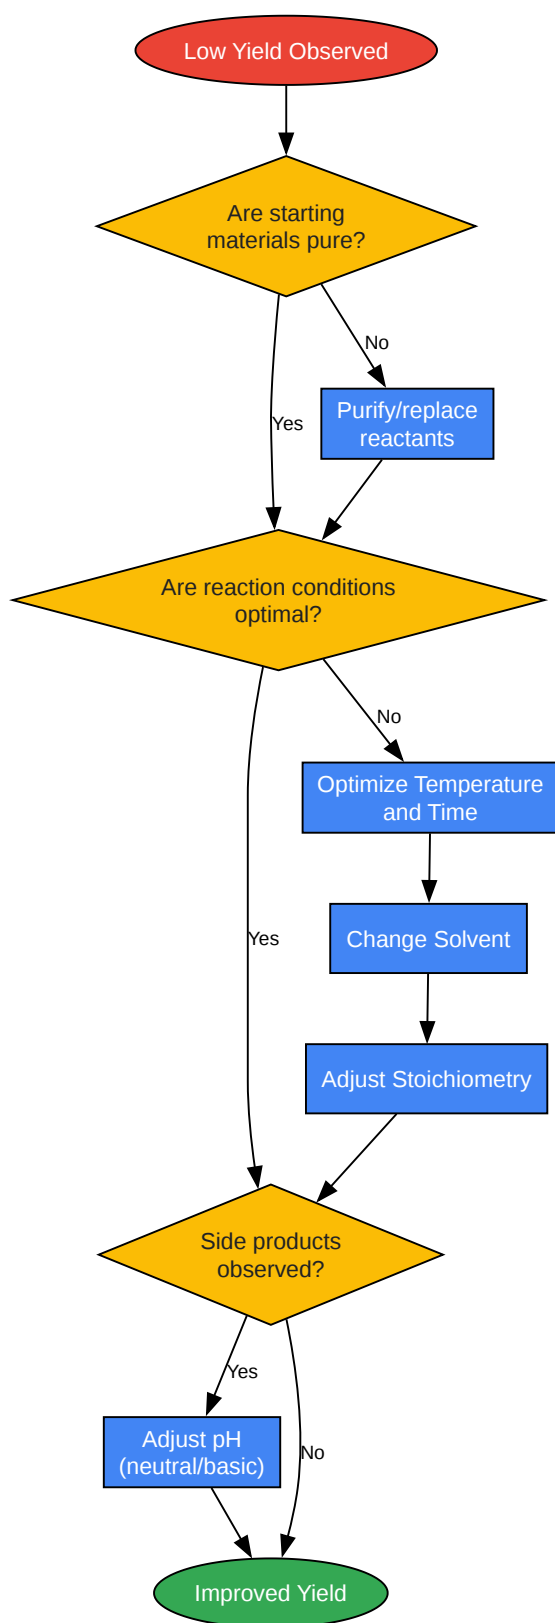 Low Yield Observed
Are starting
materials pure?
No
Yes
Purify/replace
reactants
Are reaction conditions
optimal?
No
Optimize Temperature
and Time
Yes
Change Solvent
Adjust Stoichiometry
Side products
observed?
Yes
No
Adjust pH
(neutral/basic)
Improved Yield